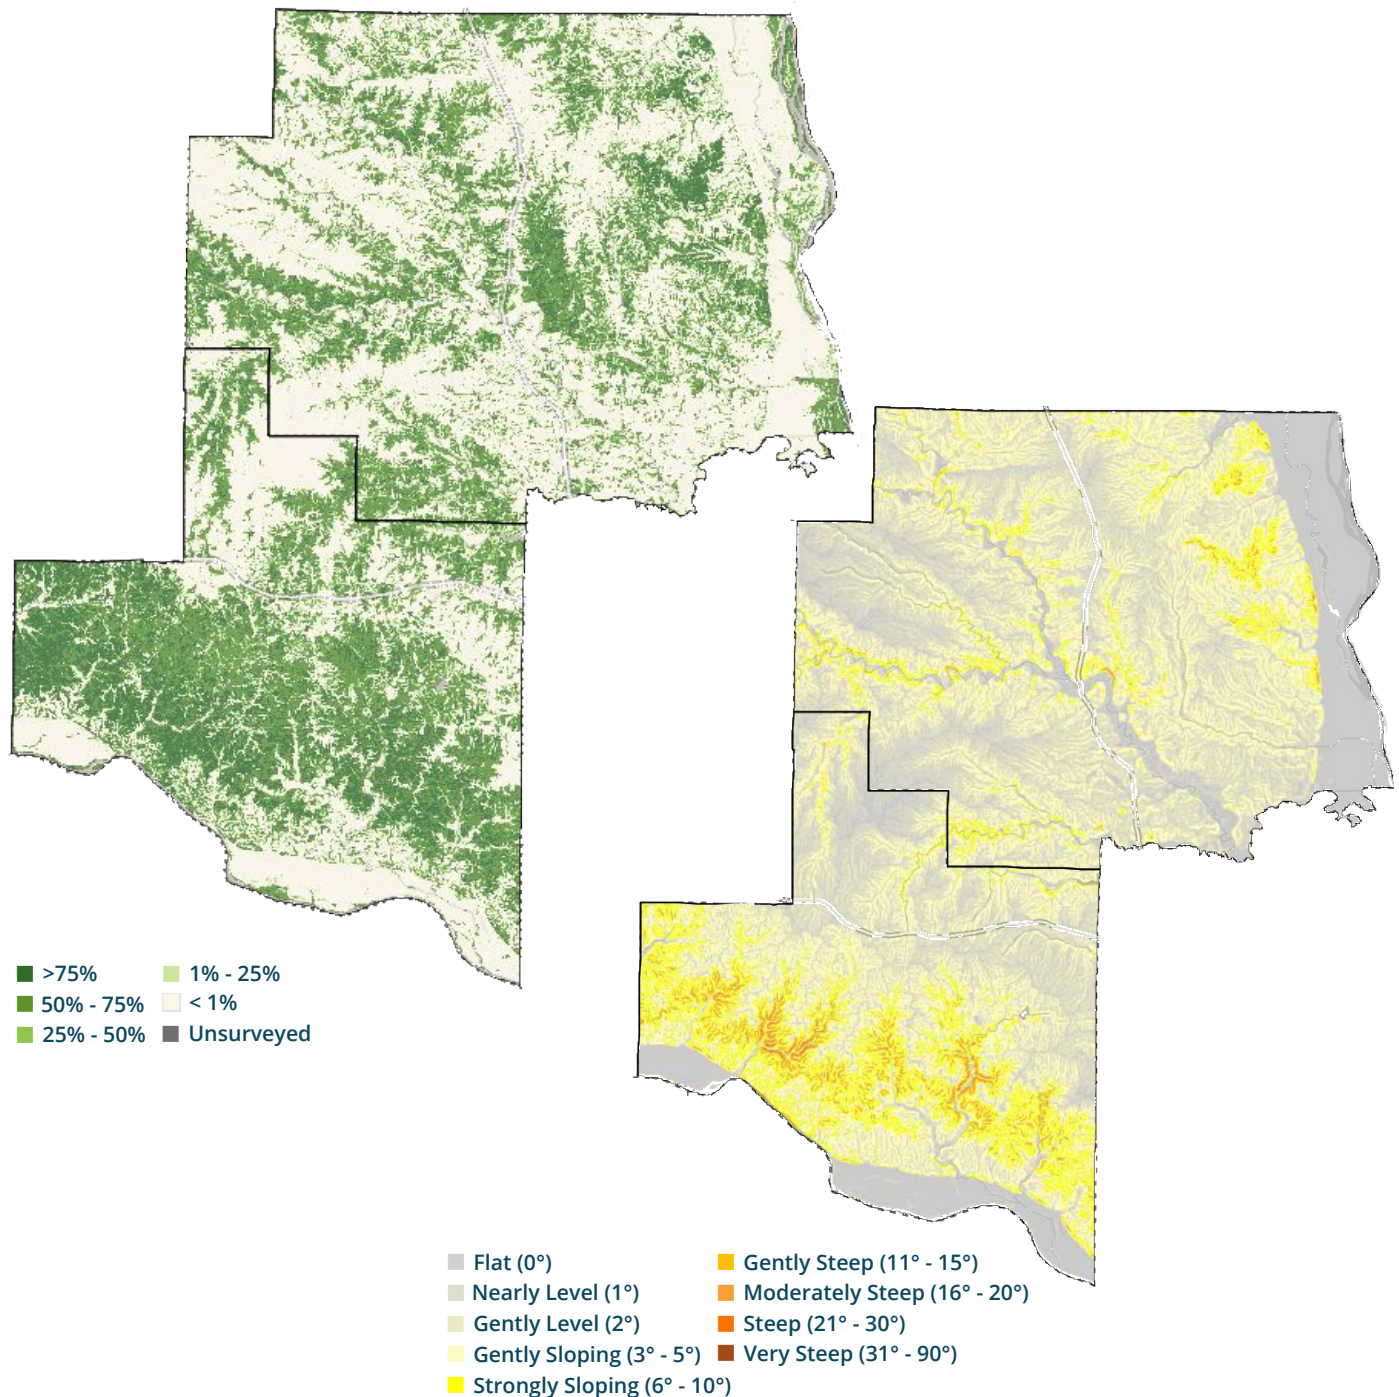 >75%
50% - 75%
25% - 50%
1% - 25%
< 1%
Unsurveyed
Flat (0°)
Nearly Level (1°)
Gently Level (2°)
Gently Sloping (3° - 5°)
Strongly Sloping (6° - 10°)
Gently Steep (11° - 15°)
Moderately Steep (16° - 20°)
Steep (21° - 30°)
Very Steep (31° - 90°)